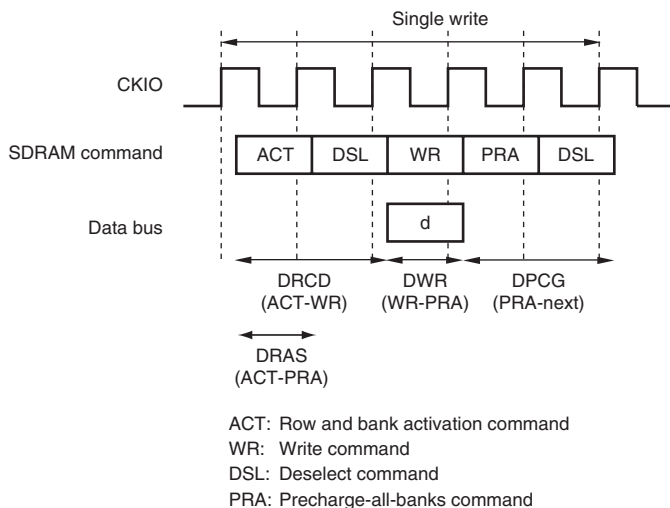 Single write
CKIO
SDRAM command
ACT DSL WR PRA DSL
Data bus
d
DRCD DWR DPCG
(ACT-WR) (WR-PRA) (PRA-next)
DRAS
(ACT-PRA)
ACT: Row and bank activation command
WR: Write command
DSL: Deselect command
PRA: Precharge-all-banks command